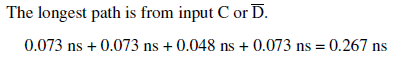 The longest path is from input C or D̅.
0.073 ns + 0.073 ns + 0.048 ns + 0.073 ns = 0.267 ns